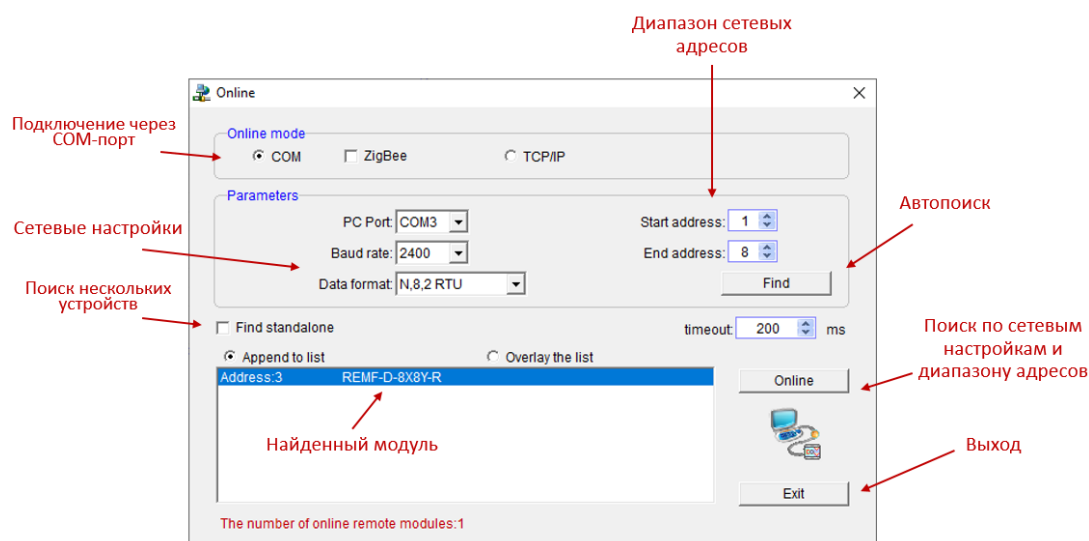 Диапазон сетевых
адресов
Online
Подключение через
COM-порт
Online mode
COM
ZigBee
TCP/IP
Parameters
Сетевые настройки
PC Port: COM3
Start address: 1
Автопоиск
Baud rate: 2400
End address: 8
Data format: N,8,2 RTU
Find
Поиск нескольких
устройств
Find standalone
timeout: 200 ms
Append to list
Overlay the list
Поиск по сетевым
настройкам и
диапазону адресов
Address:3 REMF-D-8X8Y-R
Online
Найденный модуль
Выход
Exit
The number of online remote modules:1